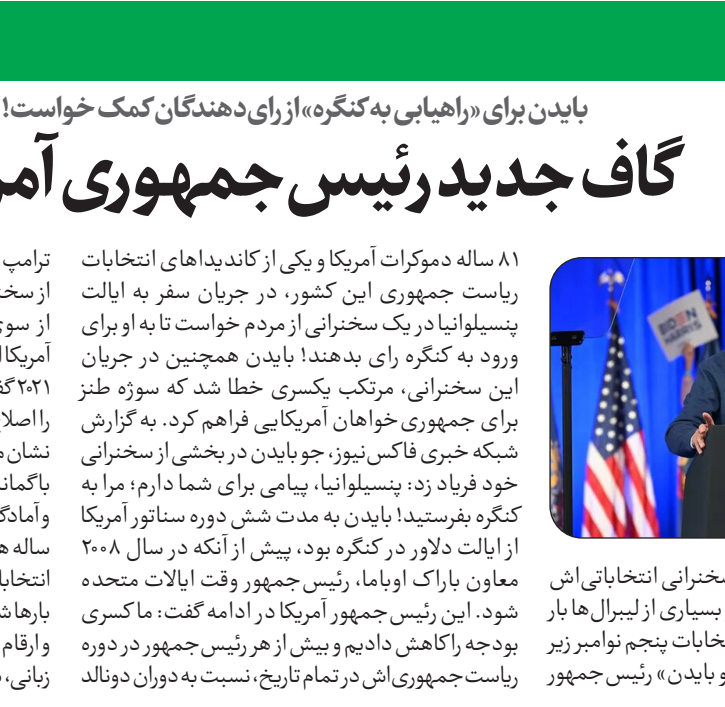 بایدن برای «راهیابی به کنگره» از رای‌دهندگان کمک خواست!
گاف جدید رئیس جمهوری
سخنرانی انتخاباتی‌اش
بسیاری از لیبرال‌ها بار
پنجم نوامبر زیر
بایدن» رئیس جمهور
۸۱ ساله دموکرات آمریکا و یکی از کاندیداهای انتخابات
ریاست جمهوری این کشور، در جریان سفر به ایالت
پنسیلوانیا در یک سخنرانی از مردم خواست تا به او برای
ورود به کنگره رای بدهند! بایدن همچنین در جریان
این سخنرانی، مرتکب یکسری خطا شد که سوژه طنز
برای جمهوری‌خواهان آمریکایی فراهم کرد. به گزارش
شبکه خبری فاکس‌نیوز، جو بایدن در بخشی از سخنرانی
خود فریاد زد: پنسیلوانیا، پیامی برای شما دارم؛ مرا به
کنگره بفرستید! بایدن به مدت شش دوره سناتور آمریکا
از ایالت دلاور در کنگره بود، پیش از آنکه در سال ۲۰۰۸
معاون باراک اوباما، رئیس‌جمهور وقت ایالات متحده
شود. این رئیس‌جمهور آمریکا در ادامه گفت: ما کسری
بودجه را کاهش دادیم و بیش از هر رئیس‌جمهور در دوره
ریاست‌جمهوری‌اش در تمام تاریخ، نسبت به دوران دونالد
ترامپ
از
از سوی
آمریکا
۲۰۲۱
را
نشان
با
و
ساله
بارها
و ارقام
زبانی،
BIDEN
HARRIS